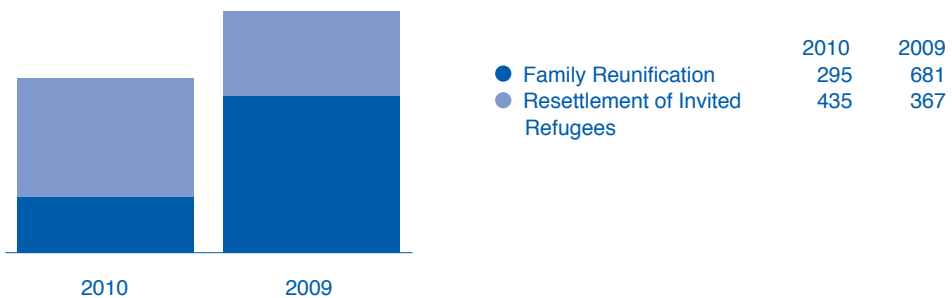 2010 2009
Family Reunification 295 681
Resettlement of Invited 435 367
Refugees
2010 2009